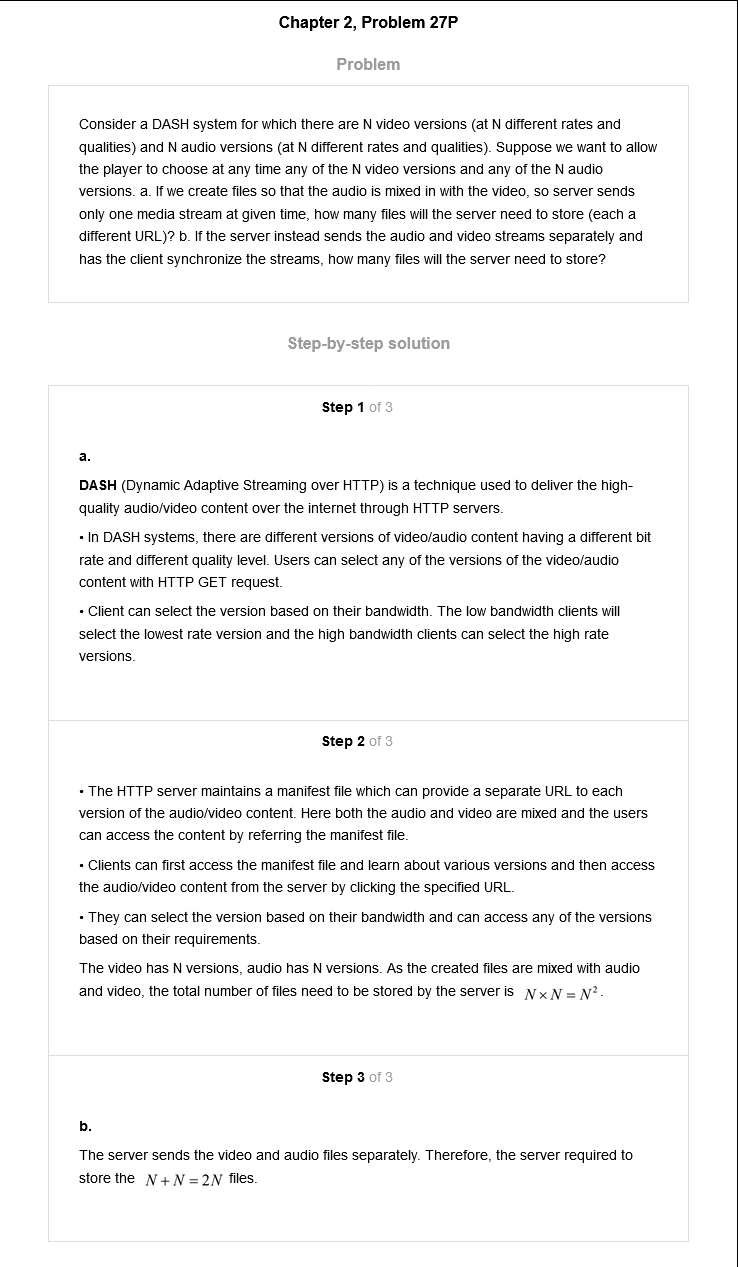 Chapter 2, Problem 27P
Problem
Consider a DASH system for which there are N video versions (at N different rates and
qualities) and N audio versions (at N different rates and qualities). Suppose we want to allow
the player to choose at any time any of the N video versions and any of the N audio
versions. a. If we create files so that the audio is mixed in with the video, so server sends
only one media stream at given time, how many files will the server need to store (each a
different URL)? b. If the server instead sends the audio and video streams separately and
has the client synchronize the streams, how many files will the server need to store?
Step-by-step solution
Step 1 of 3
a.
DASH (Dynamic Adaptive Streaming over HTTP) is a technique used to deliver the high-
quality audio/video content over the internet through HTTP servers.
• In DASH systems, there are different versions of video/audio content having a different bit
rate and different quality level. Users can select any of the versions of the video/audio
content with HTTP GET request.
• Client can select the version based on their bandwidth. The low bandwidth clients will
select the lowest rate version and the high bandwidth clients can select the high rate
versions.
Step 2 of 3
• The HTTP server maintains a manifest file which can provide a separate URL to each
version of the audio/video content. Here both the audio and video are mixed and the users
can access the content by referring the manifest file.
• Clients can first access the manifest file and learn about various versions and then access
the audio/video content from the server by clicking the specified URL.
• They can select the version based on their bandwidth and can access any of the versions
based on their requirements.
The video has N versions, audio has N versions. As the created files are mixed with audio
and video, the total number of files need to be stored by the server is N × N = N².
Step 3 of 3
b.
The server sends the video and audio files separately. Therefore, the server required to
store the N + N = 2N files.